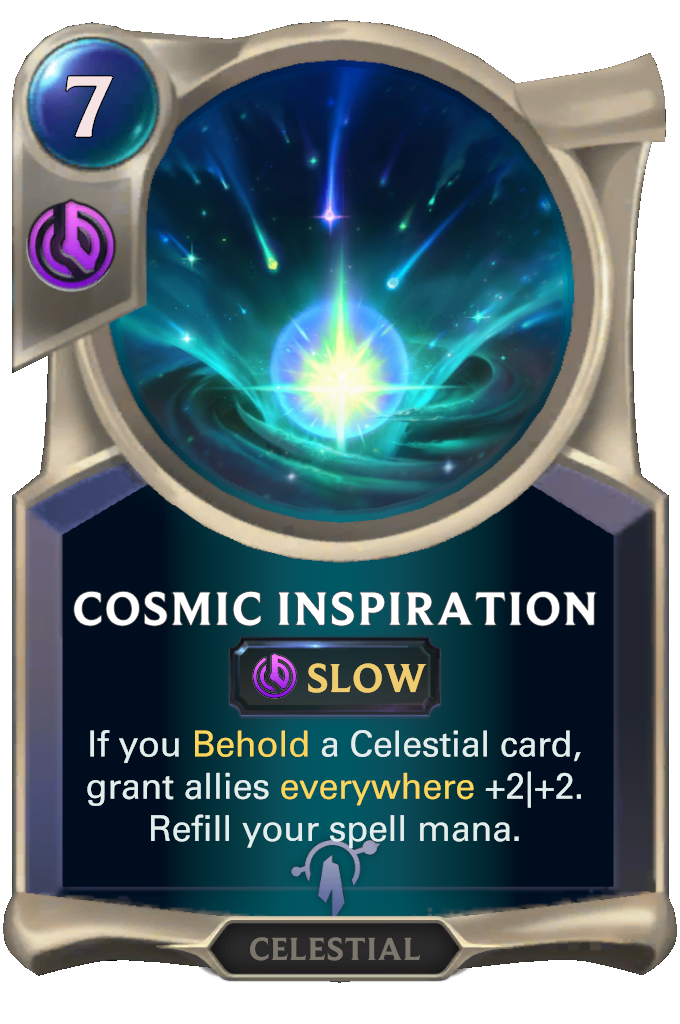 7
COSMIC INSPIRATION
SLOW
If you Behold a Celestial card,
grant allies everywhere +2|+2.
Refill your spell mana.
CELESTIAL